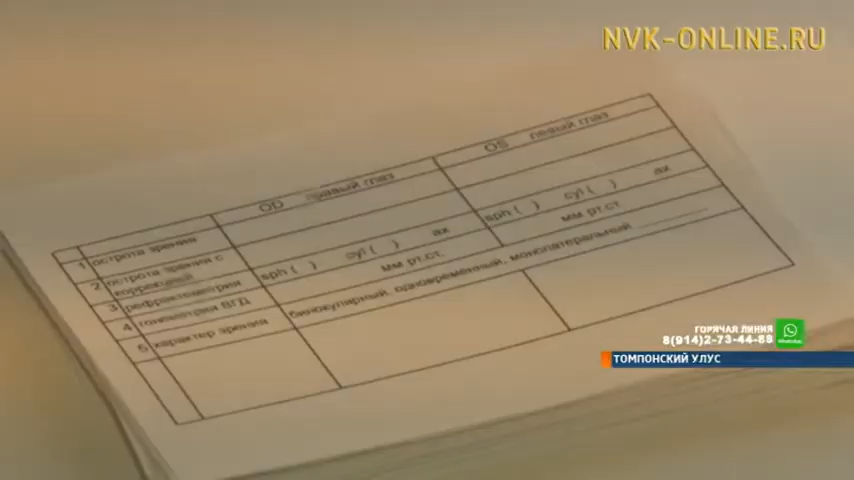 NVK-ONLINE.RU
OD правый глаз OS левый глаз
1 острота зрения
2 острота зрения с коррекцией
3 рефрактометрия sph ( ) cyl ( ) ax sph ( ) cyl ( ) ax
4 тонометрия ВГД мм рт.ст. мм рт.ст.
5 характер зрения бинокулярный, одновременный, монолатеральный
ГОРЯЧАЯ ЛИНИЯ
8(914)2-73-44-88
WhatsApp
ТОМПОНСКИЙ УЛУС